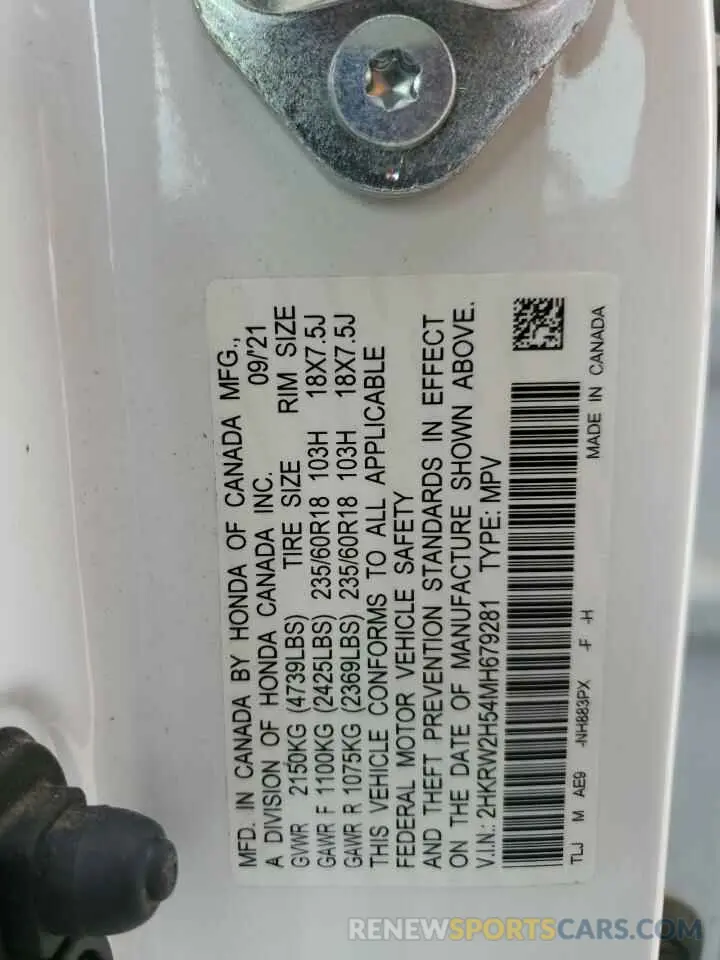 MFD. IN CANADA BY HONDA OF CANADA MFG.,
A DIVISION OF HONDA CANADA INC. 09/'21
GVWR 2150KG (4739LBS) TIRE SIZE RIM SIZE
GAWR F 1100KG (2425LBS) 235/60R18 103H 18X7.5J
GAWR R 1075KG (2369LBS) 235/60R18 103H 18X7.5J
THIS VEHICLE CONFORMS TO ALL APPLICABLE
FEDERAL MOTOR VEHICLE SAFETY
AND THEFT PREVENTION STANDARDS IN EFFECT
ON THE DATE OF MANUFACTURE SHOWN ABOVE.
V.I.N.: 2HKRW2H54MH679281 TYPE: MPV
TLJ M AE9 -NH883PX -F -H MADE IN CANADA
RENEWSPORTSCARS.COM